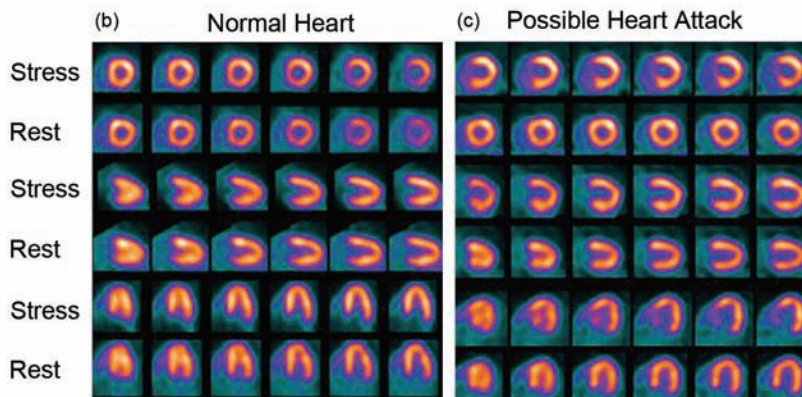 (b) Normal Heart
(c) Possible Heart Attack
Stress
Rest
Stress
Rest
Stress
Rest